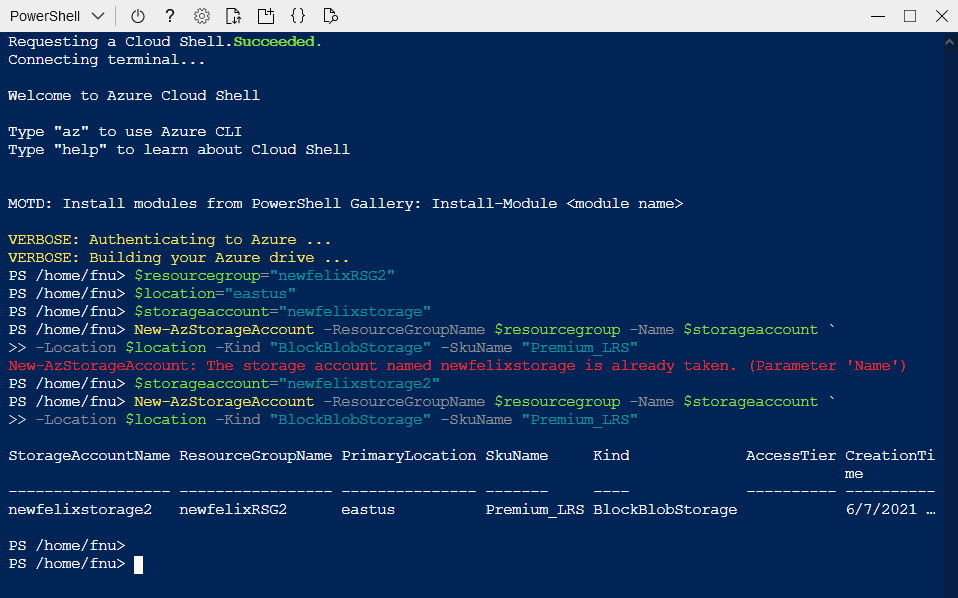 PowerShell
Requesting a Cloud Shell.Succeeded.
Connecting terminal...
Welcome to Azure Cloud Shell
Type "az" to use Azure CLI
Type "help" to learn about Cloud Shell
MOTD: Install modules from PowerShell Gallery: Install-Module <module name>
VERBOSE: Authenticating to Azure ...
VERBOSE: Building your Azure drive ...
PS /home/fnu> $resourcegroup="newfelixRSG2"
PS /home/fnu> $location="eastus"
PS /home/fnu> $storageaccount="newfelixstorage"
PS /home/fnu> New-AzStorageAccount -ResourceGroupName $resourcegroup -Name $storageaccount `
>> -Location $location -Kind "BlockBlobStorage" -SkuName "Premium_LRS"
New-AzStorageAccount: The storage account named newfelixstorage is already taken. (Parameter 'Name')
PS /home/fnu> $storageaccount="newfelixstorage2"
PS /home/fnu> New-AzStorageAccount -ResourceGroupName $resourcegroup -Name $storageaccount `
>> -Location $location -Kind "BlockBlobStorage" -SkuName "Premium_LRS"
StorageAccountName ResourceGroupName PrimaryLocation SkuName     Kind             AccessTier CreationTi
me
------------------ ----------------- --------------- -------     ----             ---------- ----------
newfelixstorage2   newfelixRSG2      eastus          Premium_LRS BlockBlobStorage            6/7/2021 …
PS /home/fnu>
PS /home/fnu>